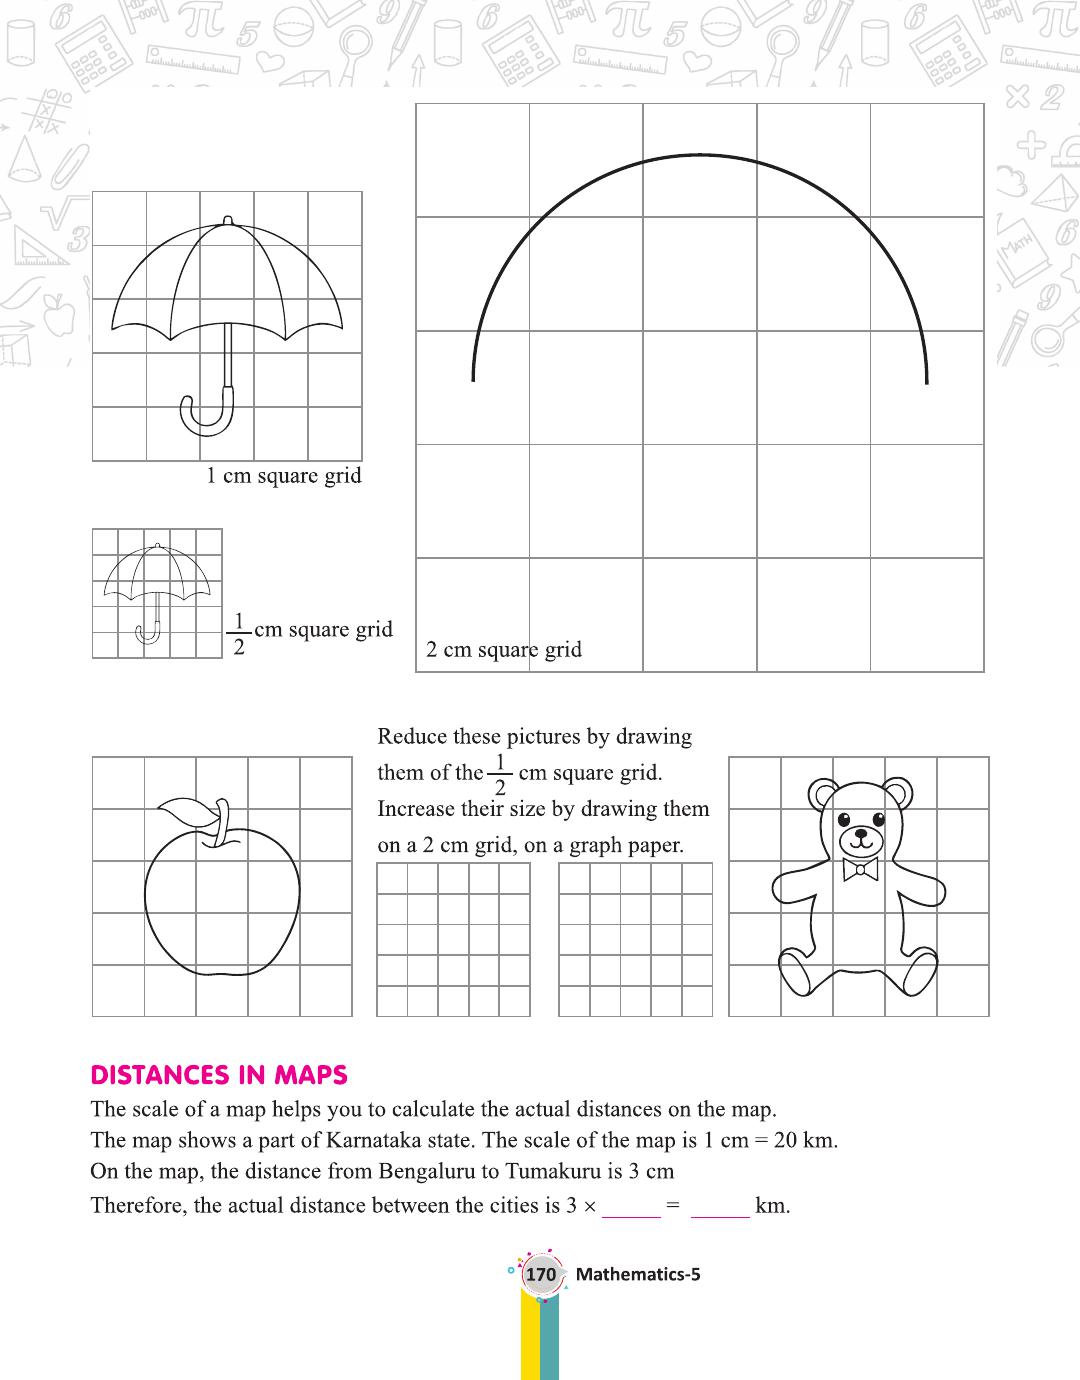 1 cm square grid
1/2 cm square grid
2 cm square grid
Reduce these pictures by drawing
them of the 1/2 cm square grid.
Increase their size by drawing them
on a 2 cm grid, on a graph paper.
DISTANCES IN MAPS
The scale of a map helps you to calculate the actual distances on the map.
The map shows a part of Karnataka state. The scale of the map is 1 cm = 20 km.
On the map, the distance from Bengaluru to Tumakuru is 3 cm
Therefore, the actual distance between the cities is 3 × _____ = _____ km.
170 Mathematics-5